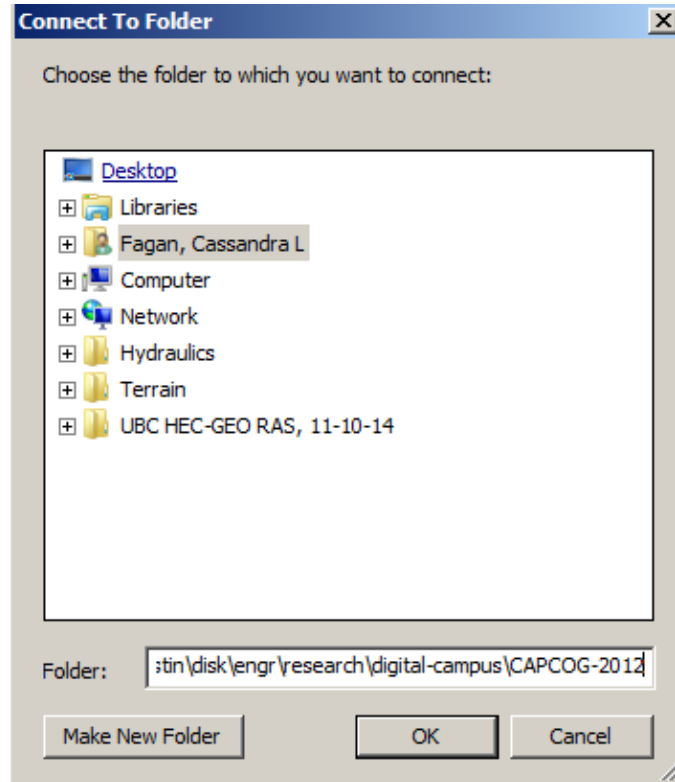 Connect To Folder
Choose the folder to which you want to connect:
Desktop
Libraries
Fagan, Cassandra L
Computer
Network
Hydraulics
Terrain
UBC HEC-GEO RAS, 11-10-14
Folder: stin\disk\engr\research\digital-campus\CAPCOG-2012
Make New Folder OK Cancel